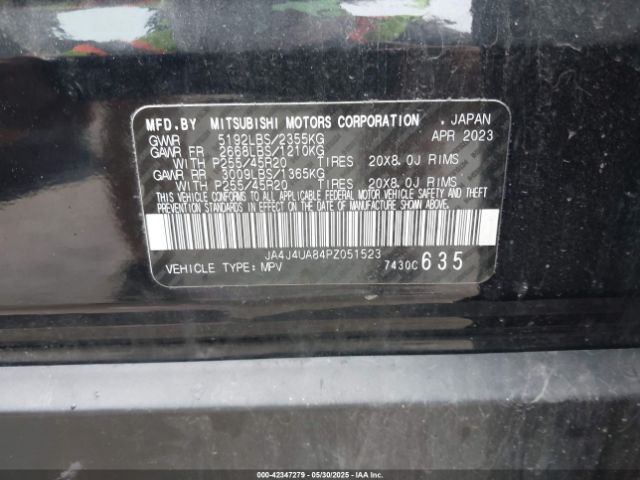 MFD.BY MITSUBISHI MOTORS CORPORATION . JAPAN
GVWR 5192LBS/2355KG APR 2023
GAWR FR 2668LBS/1210KG
WITH P255/45R20 TIRES 20X8.0J RIMS
GAWR RR 3009LBS/1365KG
WITH P255/45R20 TIRES 20X8.0J RIMS
THIS VEHICLE CONFORMS TO ALL APPLICABLE FEDERAL MOTOR VEHICLE SAFETY AND THEFT
PREVENTION STANDARDS IN EFFECT ON THE DATE OF MANUFACTURE SHOWN ABOVE.
JA4J4UA84PZ051523
VEHICLE TYPE: MPV 7430C 635
000-42347279 - 05/30/2025 - IAA Inc.